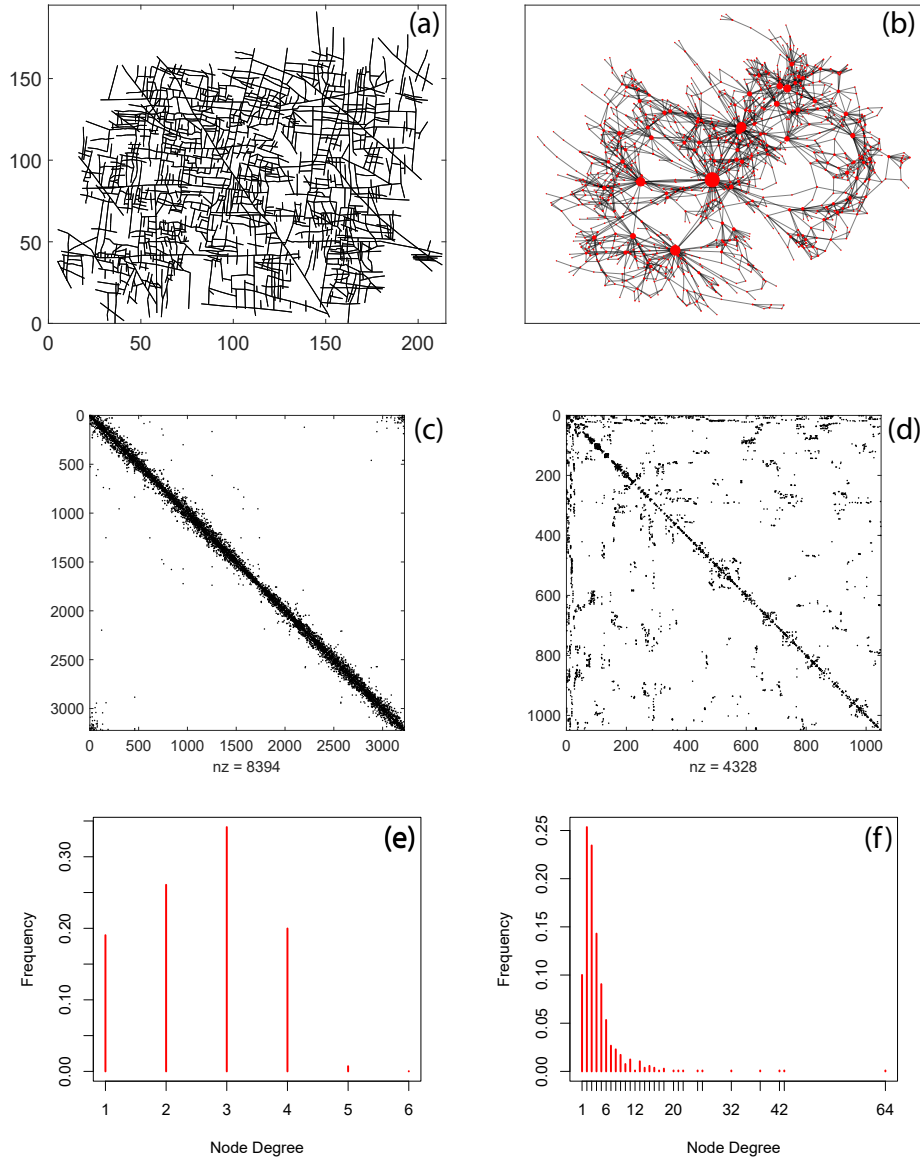 (a)
150
100
50
0
0 50 100 150 200
(b)
(c)
0
500
1000
1500
2000
2500
3000
0 500 1000 1500 2000 2500 3000
nz = 8394
(d)
0
200
400
600
800
1000
0 200 400 600 800 1000
nz = 4328
(e)
Frequency
0.30
0.20
0.10
0.00
1 2 3 4 5 6
Node Degree
(f)
Frequency
0.25
0.20
0.15
0.10
0.05
0.00
1 6 12 20 32 42 64
Node Degree